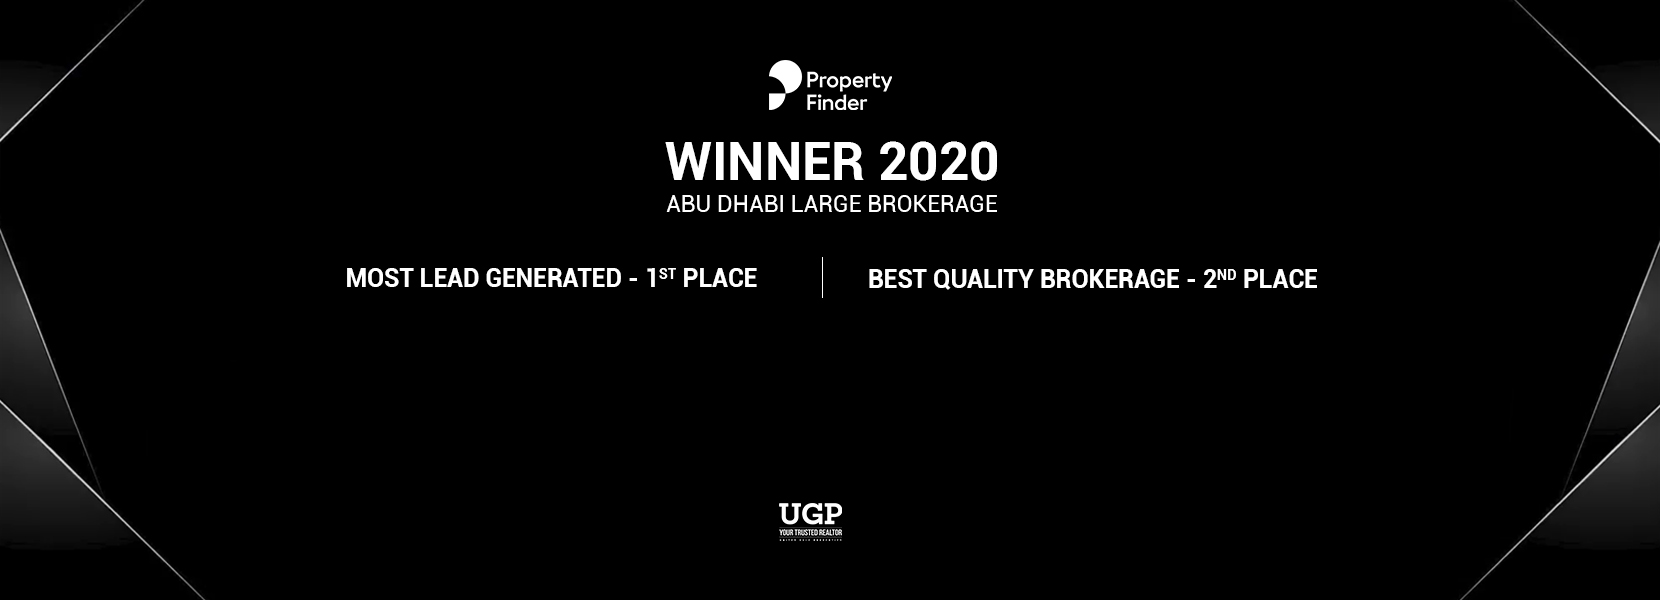 Property
Finder
WINNER 2020
ABU DHABI LARGE BROKERAGE
MOST LEAD GENERATED - 1ST PLACE
BEST QUALITY BROKERAGE - 2ND PLACE
UGP
YOUR TRUSTED REALTOR